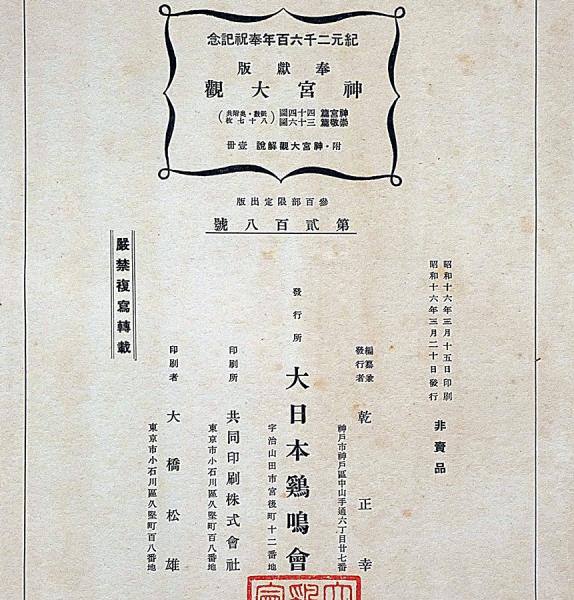 紀元二千六百年奉祝記念
奉獻版
神宮大觀
神宮篇 四十四圖
崇敬篇 三十六圖
(紙數・奥附共
八十七枚)
附・神宮大觀解說 壹冊
參百部限定出版
第貳百八號
昭和十六年三月十五日印刷
昭和十六年三月二十日發行
非賣品
編纂兼
發行者
乾正幸
神戶市神戶區中山手通六丁目廿七番
發行所
大日本鷄鳴會
宇治山田市宮後町十二番地
印刷所
共同印刷株式會社
東京市小石川區久堅町百八番地
印刷者
大橋松雄
東京市小石川區久堅町百八番地
嚴禁複寫轉載